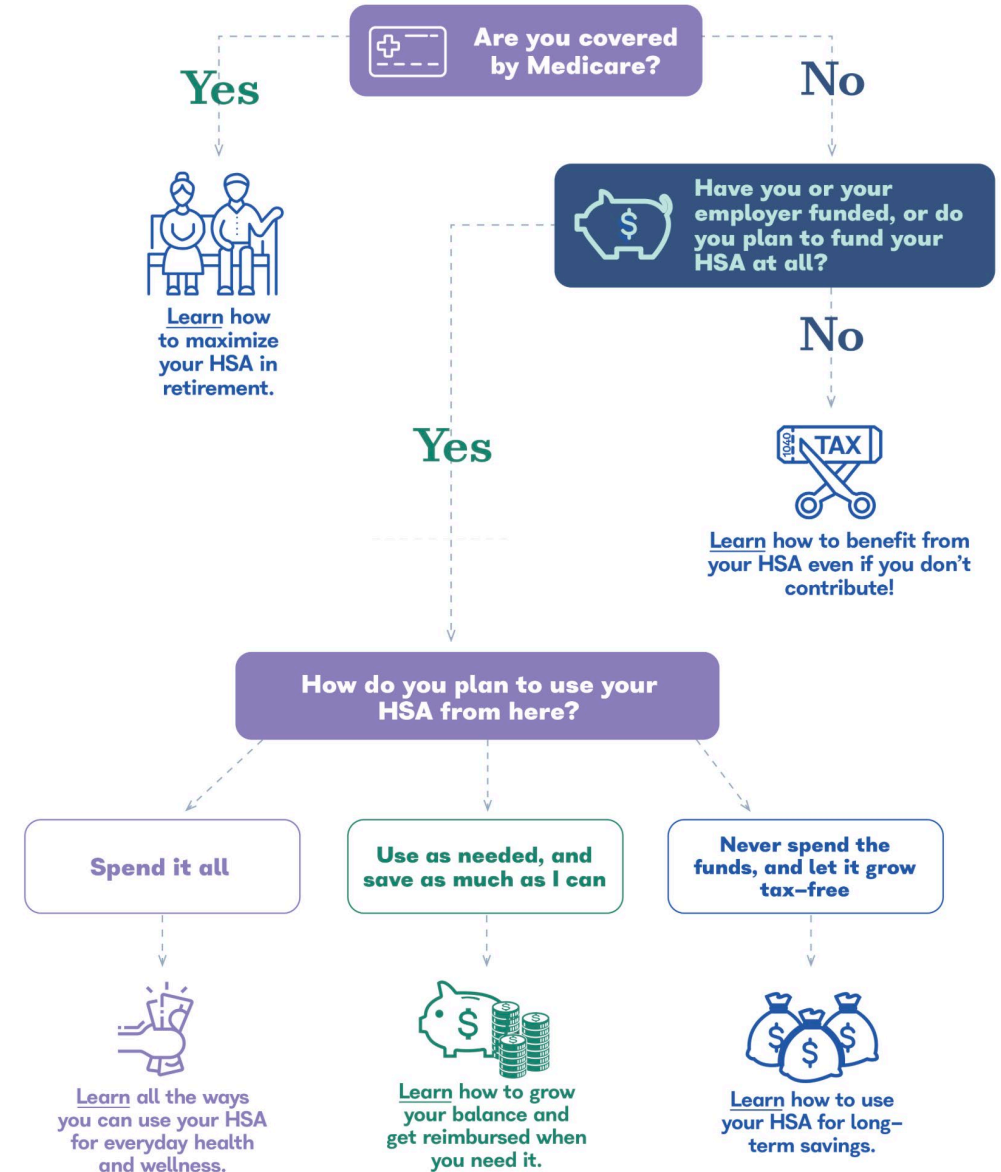 Are you covered
by Medicare?
Yes
No
Have you or your
employer funded, or do
you plan to fund your
HSA at all?
$
Learn how
to maximize
your HSA in
retirement.
No
Yes
1040
TAX
Learn how to benefit from
your HSA even if you don't
contribute!
How do you plan to use your
HSA from here?
Spend it all
Use as needed, and
save as much as I can
Never spend the
funds, and let it grow
tax–free
$
$
$
$
Learn all the ways
you can use your HSA
for everyday health
and wellness.
Learn how to grow
your balance and
get reimbursed when
you need it.
Learn how to use
your HSA for long–
term savings.